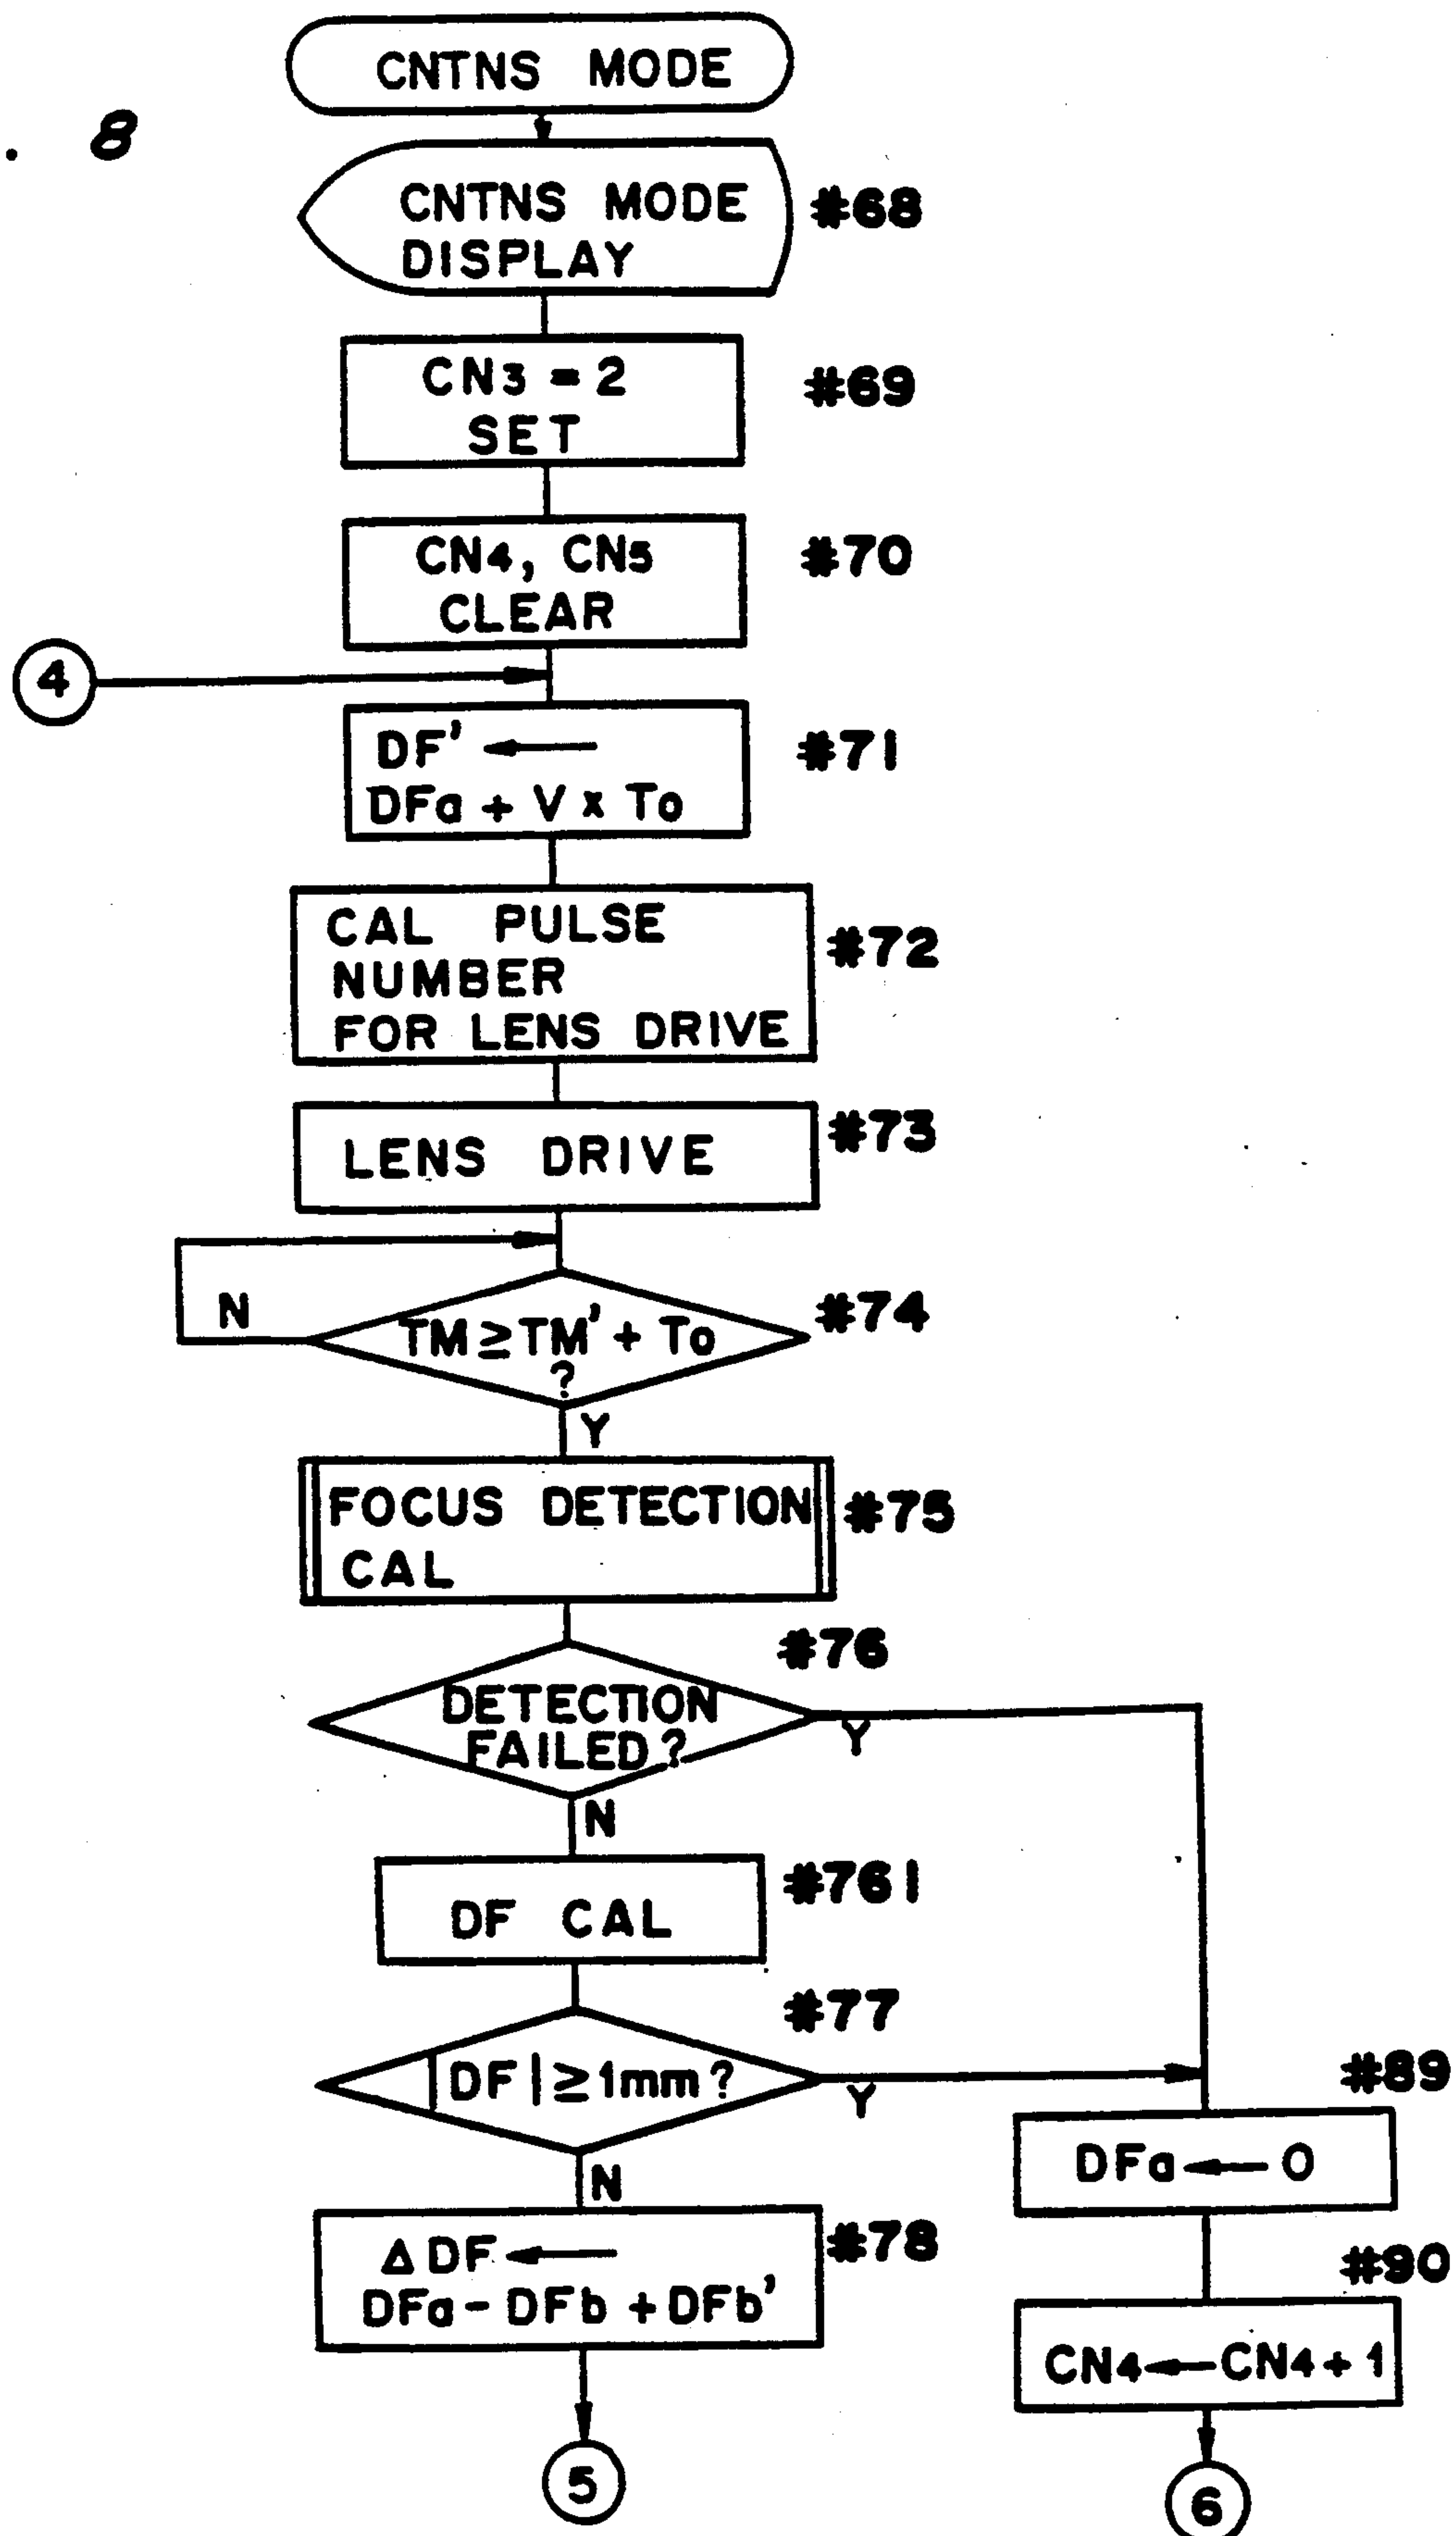 CNTNS MODE
. 8
CNTNS MODE
DISPLAY
#68
CN3 = 2
SET
#69
CN4, CN5
CLEAR
#70
4
DF' ←
DFa + V x To
#71
CAL PULSE
NUMBER
FOR LENS DRIVE
#72
LENS DRIVE
#73
N
TM ≥ TM' + To
?
#74
Y
FOCUS DETECTION
CAL
#75
#76
DETECTION
FAILED?
Y
N
DF CAL
#761
#77
|DF| ≥ 1mm?
Y
N
#89
DFa ← 0
Δ DF ←
DFa - DFb + DFb'
#78
#90
CN4 ← CN4 + 1
5
6